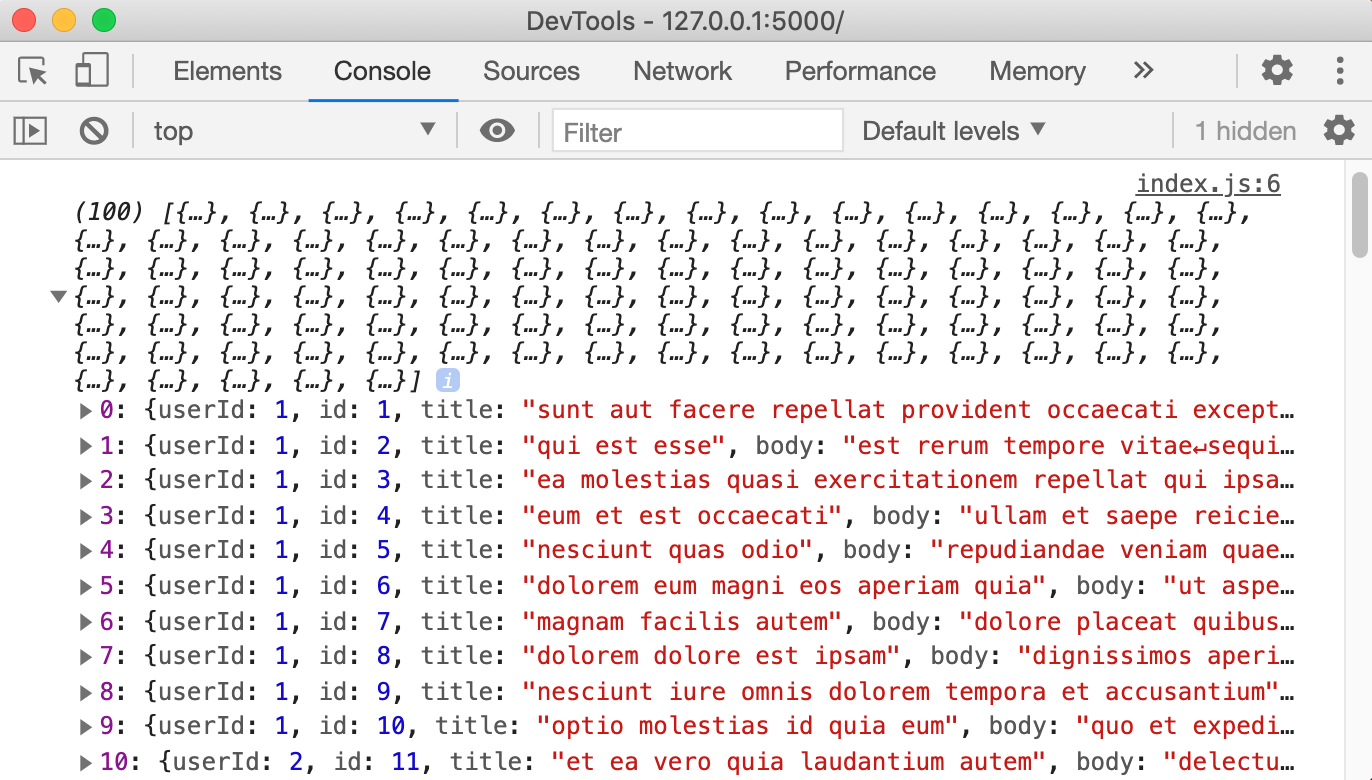 DevTools - 127.0.0.1:5000/
Elements Console Sources Network Performance Memory »
top ▼ Filter Default levels ▼ 1 hidden
index.js:6
(100) [{…}, {…}, {…}, {…}, {…}, {…}, {…}, {…}, {…}, {…}, {…}, {…}, {…}, {…}, {…},
{…}, {…}, {…}, {…}, {…}, {…}, {…}, {…}, {…}, {…}, {…}, {…}, {…}, {…}, {…}, {…},
{…}, {…}, {…}, {…}, {…}, {…}, {…}, {…}, {…}, {…}, {…}, {…}, {…}, {…}, {…}, {…},
▼{…}, {…}, {…}, {…}, {…}, {…}, {…}, {…}, {…}, {…}, {…}, {…}, {…}, {…}, {…}, {…},
{…}, {…}, {…}, {…}, {…}, {…}, {…}, {…}, {…}, {…}, {…}, {…}, {…}, {…}, {…}, {…},
{…}, {…}, {…}, {…}, {…}, {…}, {…}, {…}, {…}, {…}, {…}, {…}, {…}, {…}, {…}, {…},
{…}, {…}, {…}, {…}, {…}] i
▶0: {userId: 1, id: 1, title: "sunt aut facere repellat provident occaecati except…
▶1: {userId: 1, id: 2, title: "qui est esse", body: "est rerum tempore vitae↵sequi…
▶2: {userId: 1, id: 3, title: "ea molestias quasi exercitationem repellat qui ipsa…
▶3: {userId: 1, id: 4, title: "eum et est occaecati", body: "ullam et saepe reicie…
▶4: {userId: 1, id: 5, title: "nesciunt quas odio", body: "repudiandae veniam quae…
▶5: {userId: 1, id: 6, title: "dolorem eum magni eos aperiam quia", body: "ut aspe…
▶6: {userId: 1, id: 7, title: "magnam facilis autem", body: "dolore placeat quibus…
▶7: {userId: 1, id: 8, title: "dolorem dolore est ipsam", body: "dignissimos aperi…
▶8: {userId: 1, id: 9, title: "nesciunt iure omnis dolorem tempora et accusantium"…
▶9: {userId: 1, id: 10, title: "optio molestias id quia eum", body: "quo et expedi…
▶10: {userId: 2, id: 11, title: "et ea vero quia laudantium autem", body: "delectu…